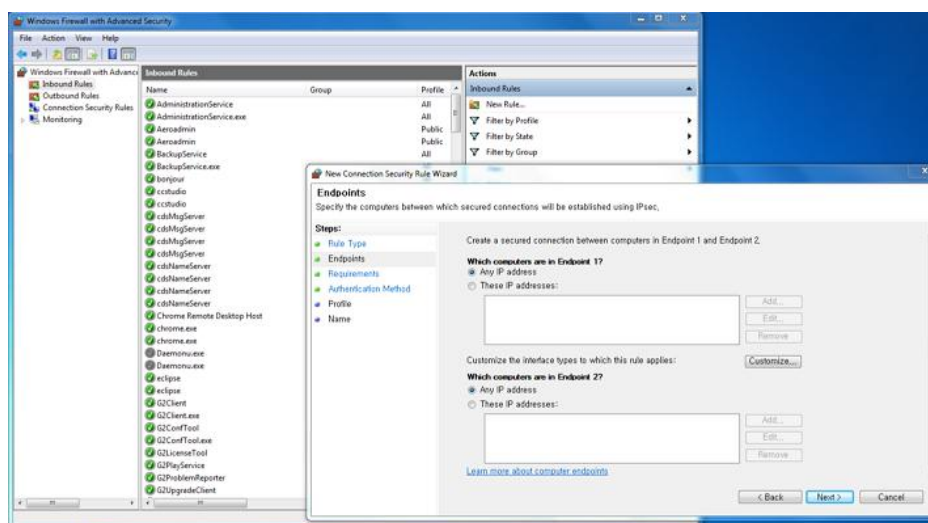 Windows Firewall with Advanced Security
File Action View Help
Windows Firewall with Advanc
Inbound Rules
Outbound Rules
Connection Security Rules
Monitoring
Inbound Rules
Name Group Profile
AdministrationService All
AdministrationService.exe All
Aeroadmin Public
Aeroadmin Public
BackupService All
BackupService.exe
bonjour
ccstudio
ccstudio
cdsMsgServer
cdsMsgServer
cdsMsgServer
cdsMsgServer
cdsNameServer
cdsNameServer
cdsNameServer
cdsNameServer
Chrome Remote Desktop Host
chrome.exe
chrome.exe
Daemonu.exe
Daemonu.exe
eclipse
eclipse
G2Client
G2Client.exe
G2ConfTool
G2ConfTool.exe
G2LicenseTool
G2PlayService
G2ProblemReporter
G2UpgradeClient
Actions
Inbound Rules
New Rule...
Filter by Profile
Filter by State
Filter by Group
New Connection Security Rule Wizard
Endpoints
Specify the computers between which secured connections will be established using IPsec.
Steps:
Rule Type
Endpoints
Requirements
Authentication Method
Profile
Name
Create a secured connection between computers in Endpoint 1 and Endpoint 2.
Which computers are in Endpoint 1?
Any IP address
These IP addresses:
Add...
Edit...
Remove
Customize the interface types to which this rule applies:
Customize...
Which computers are in Endpoint 2?
Any IP address
These IP addresses:
Add...
Edit...
Remove
Learn more about computer endpoints
< Back Next > Cancel